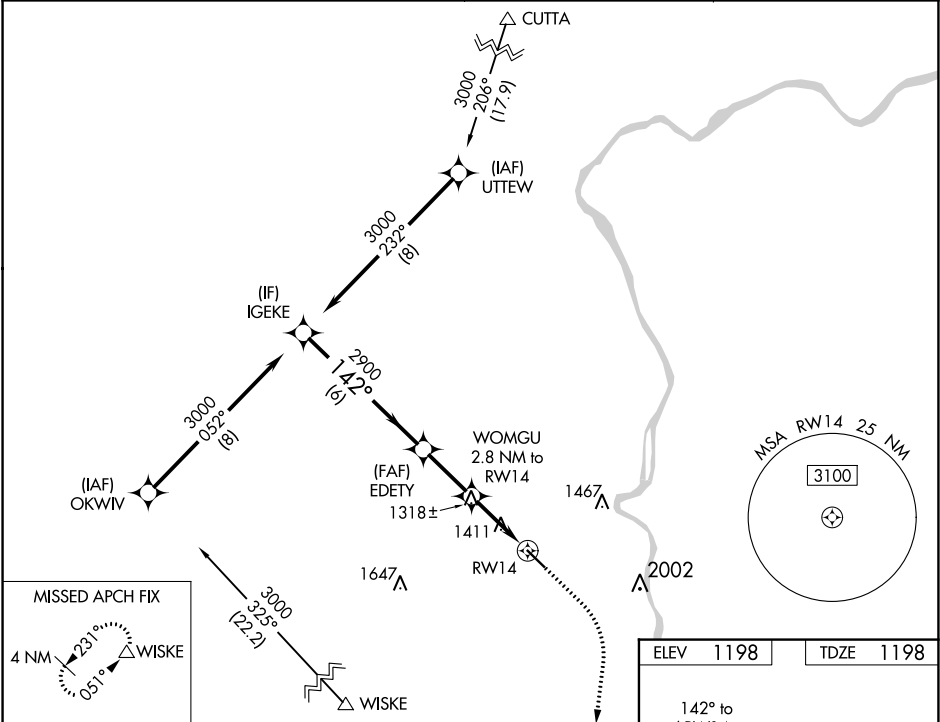 CUTTA
3000
206°
(17.9)
(IAF)
UTTEW
3000
232°
(8)
(IF)
IGEKE
2900
142°
(6)
3000
052°
(8)
(IAF)
OKWIV
(FAF)
EDETY
WOMGU
2.8 NM to
RW14
1318±
1411
1467
RW14
1647
2002
MSA RW14 25 NM
3100
3000
325°
(22.2)
WISKE
MISSED APCH FIX
4 NM
231°
051°
WISKE
ELEV 1198
TDZE 1198
142° to